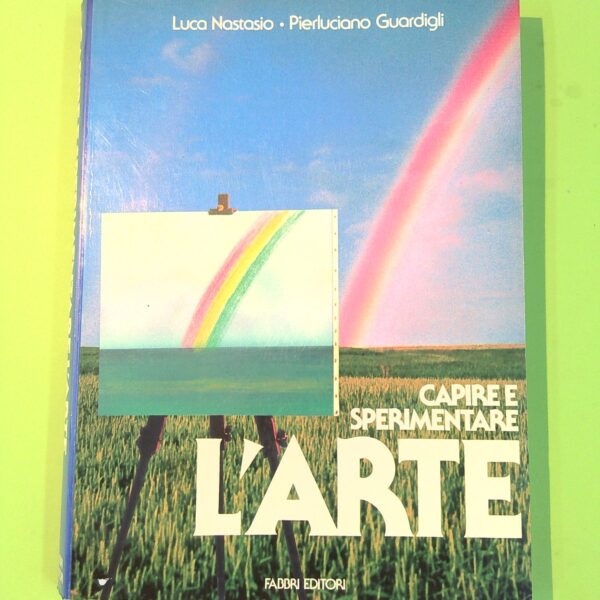 Luca Nastasio • Pierluciano Guardigli
CAPIRE E
SPERIMENTARE
L'ARTE
FABBRI EDITORI